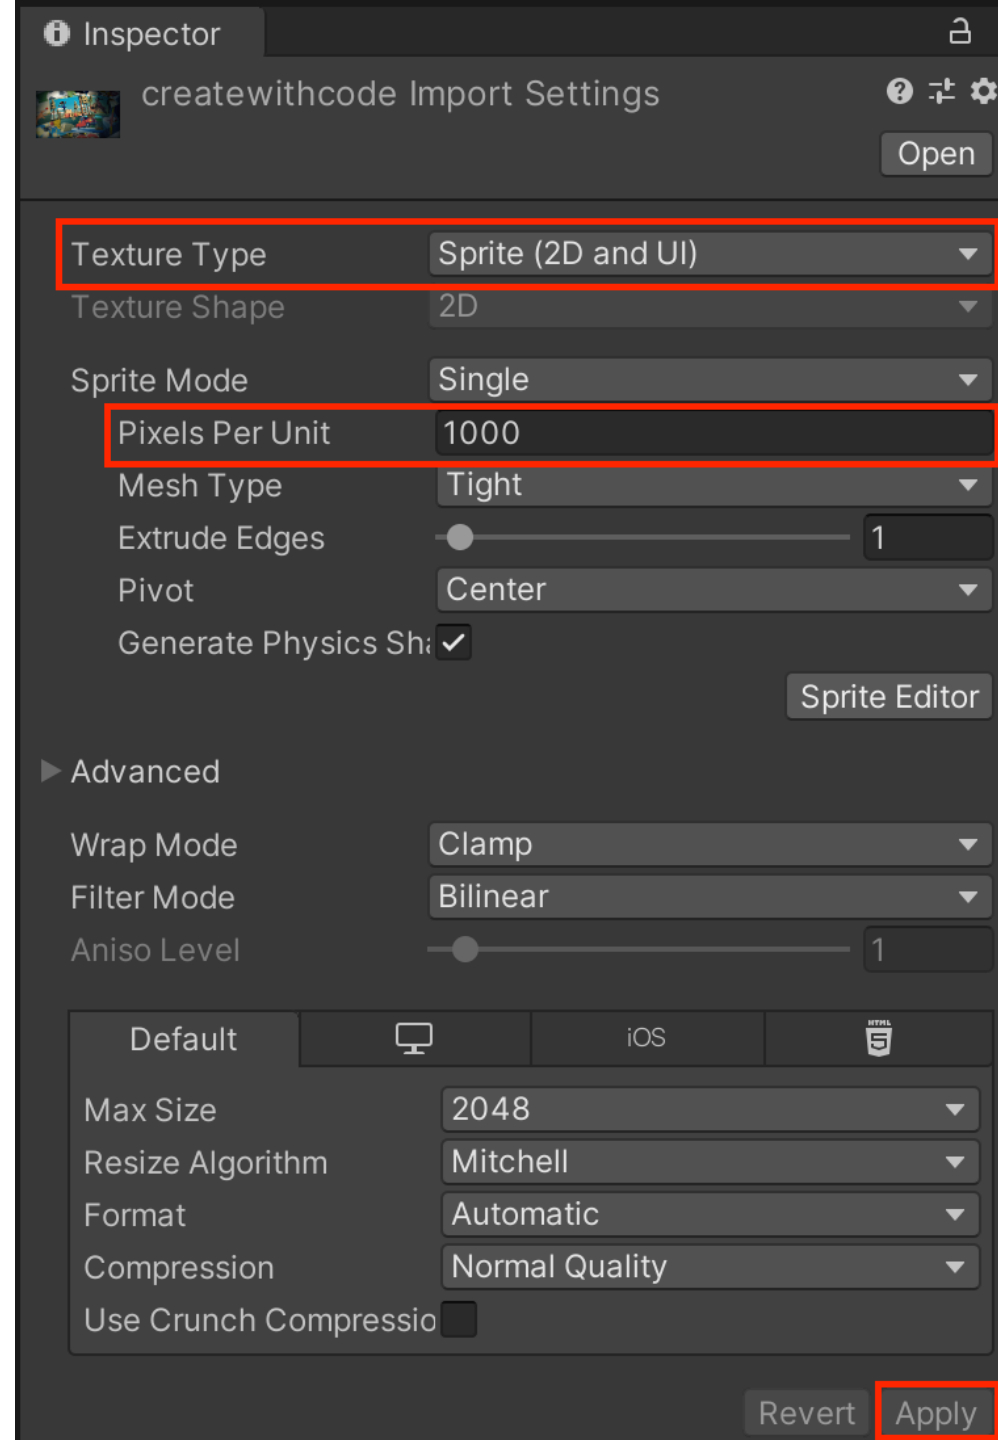 Inspector
createwithcode Import Settings
Open
Texture Type Sprite (2D and UI)
Texture Shape 2D
Sprite Mode Single
Pixels Per Unit 1000
Mesh Type Tight
Extrude Edges 1
Pivot Center
Generate Physics Sha
Sprite Editor
Advanced
Wrap Mode Clamp
Filter Mode Bilinear
Aniso Level 1
Default iOS HTML 5
Max Size 2048
Resize Algorithm Mitchell
Format Automatic
Compression Normal Quality
Use Crunch Compressio
Revert Apply